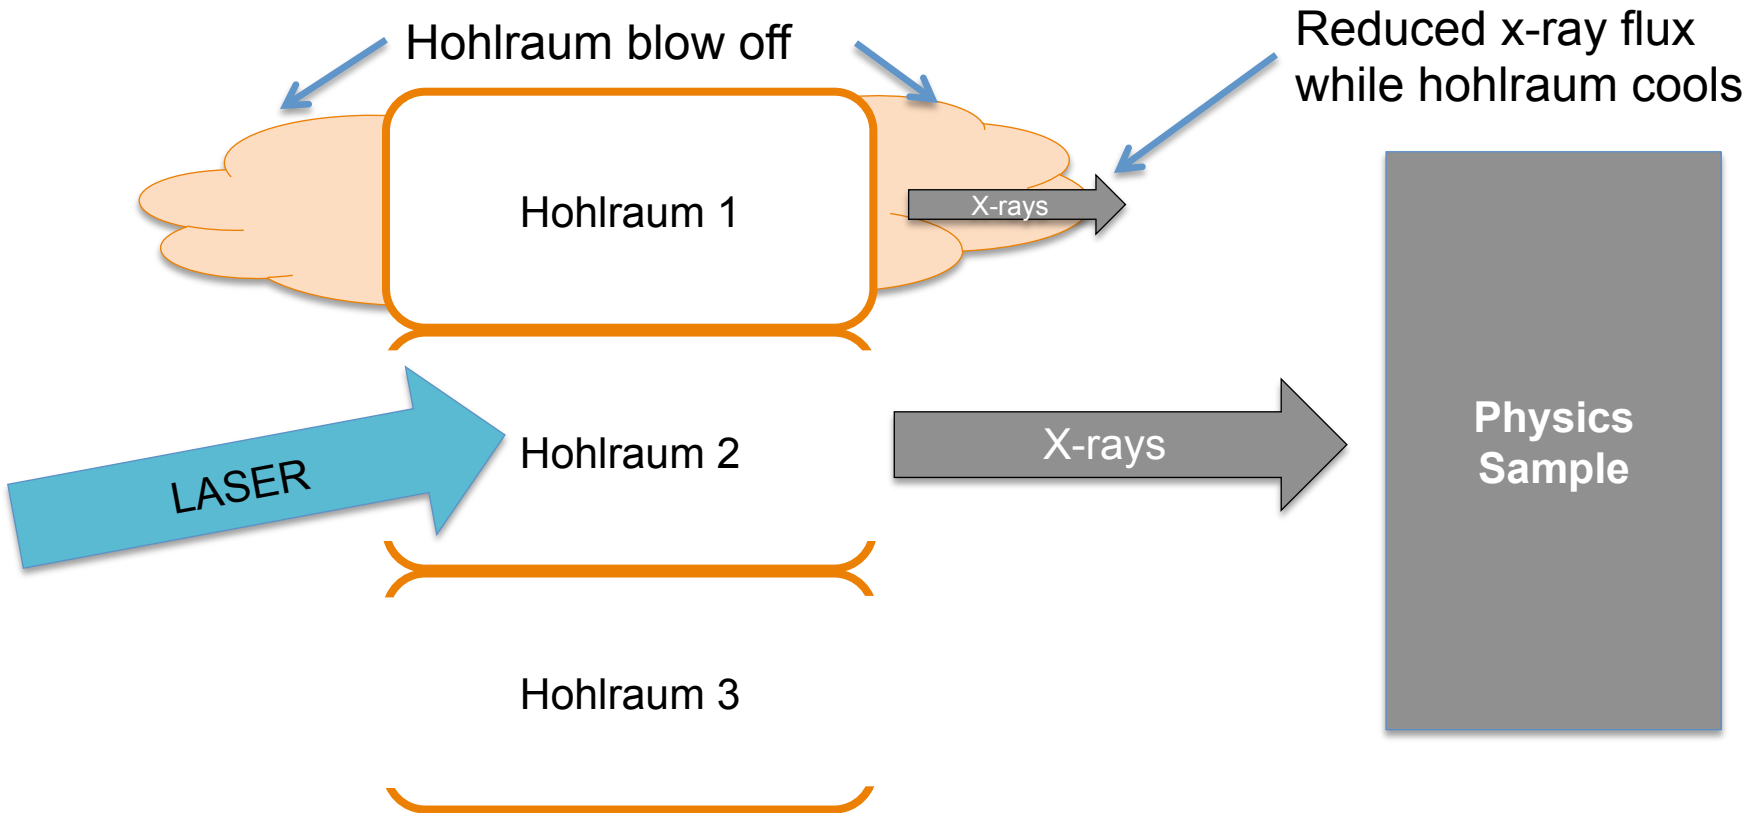 Hohlraum blow off
Reduced x-ray flux
while hohlraum cools
Hohlraum 1
X-rays
LASER
Hohlraum 2
X-rays
Physics
Sample
Hohlraum 3